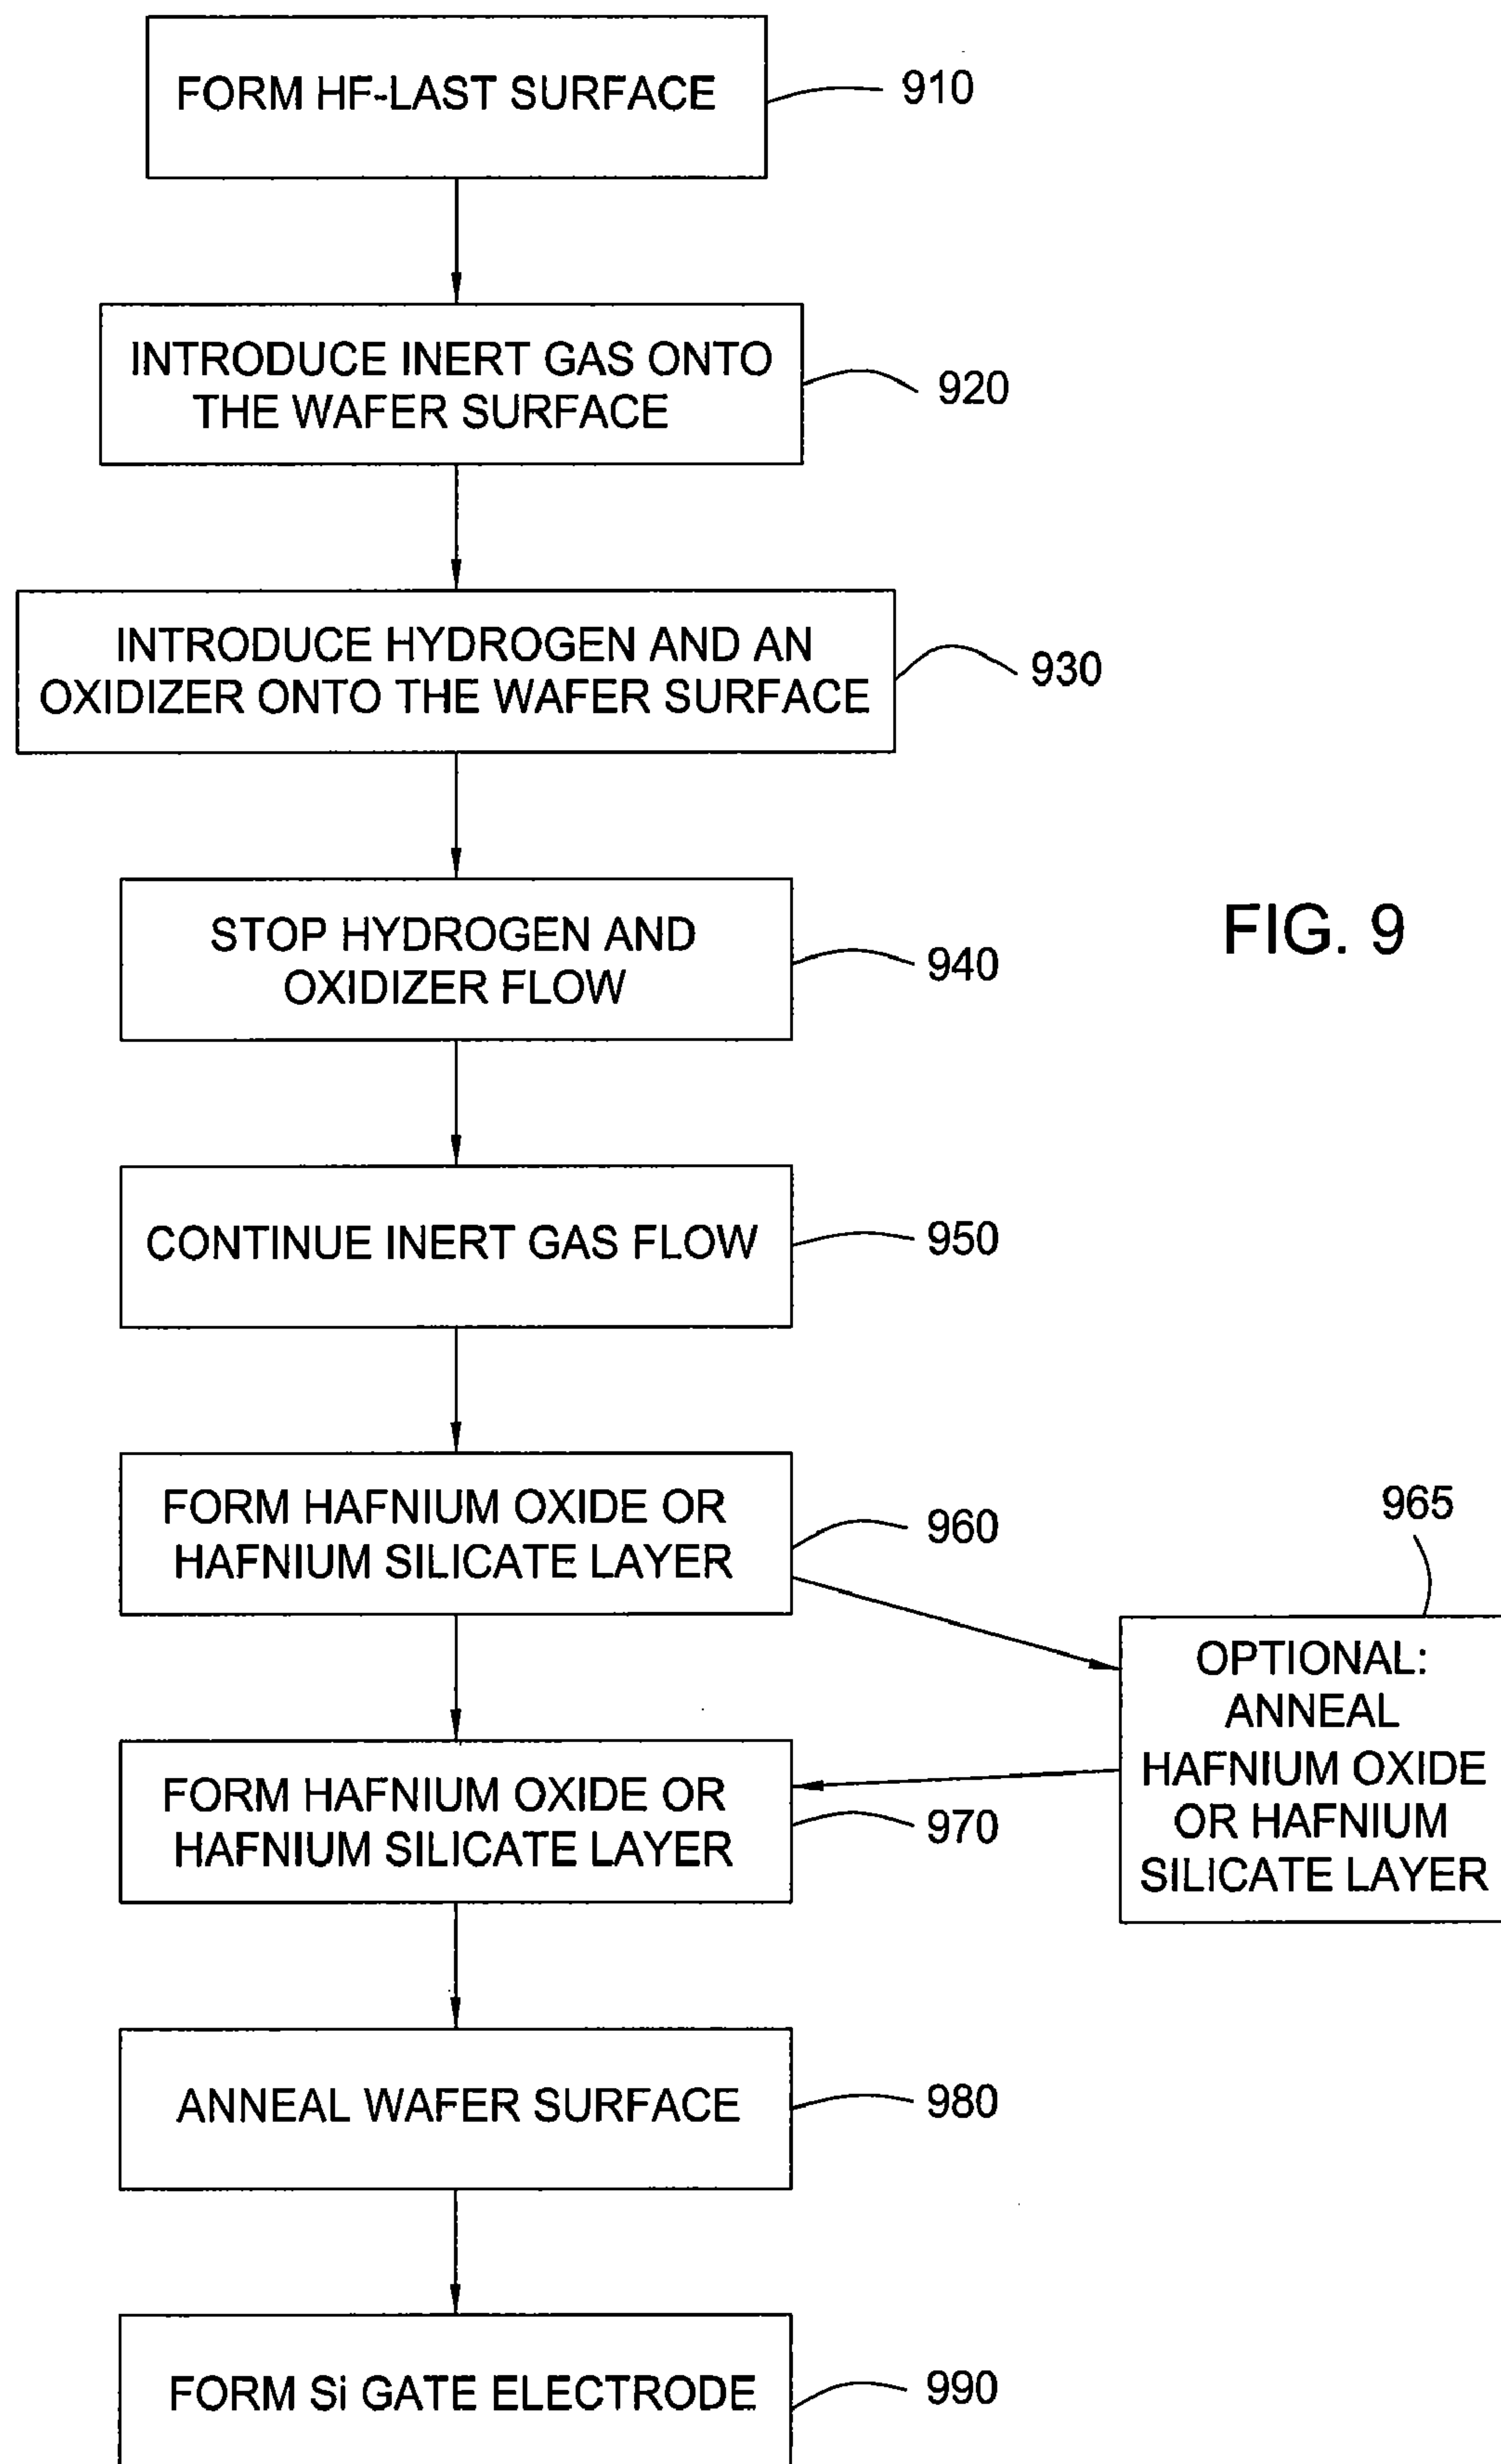 FORM HF-LAST SURFACE
910
INTRODUCE INERT GAS ONTO
THE WAFER SURFACE
920
INTRODUCE HYDROGEN AND AN
OXIDIZER ONTO THE WAFER SURFACE
930
STOP HYDROGEN AND
OXIDIZER FLOW
940
FIG. 9
CONTINUE INERT GAS FLOW
950
FORM HAFNIUM OXIDE OR
HAFNIUM SILICATE LAYER
960
965
OPTIONAL:
ANNEAL
HAFNIUM OXIDE
OR HAFNIUM
SILICATE LAYER
FORM HAFNIUM OXIDE OR
HAFNIUM SILICATE LAYER
970
ANNEAL WAFER SURFACE
980
FORM Si GATE ELECTRODE
990